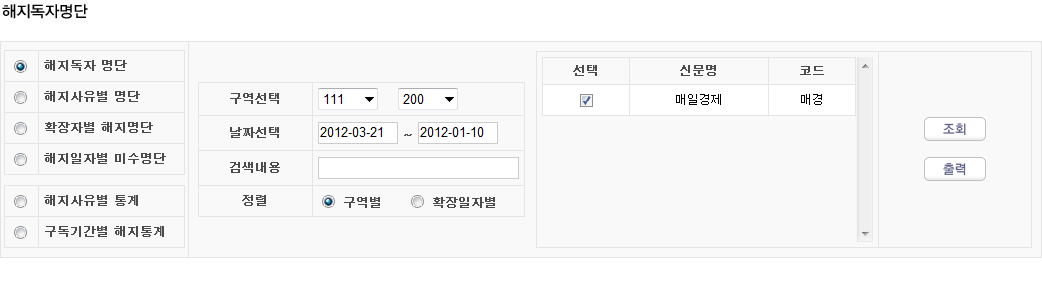 해지독자명단
해지독자 명단
해지사유별 명단
확장자별 해지명단
해지일자별 미수명단
해지사유별 통계
구독기간별 해지통계
구역선택 111 200
날짜선택 2012-03-21 ~ 2012-01-10
검색내용
정렬 구역별 확장일자별
선택 신문명 코드
매일경제 매경
조회
출력